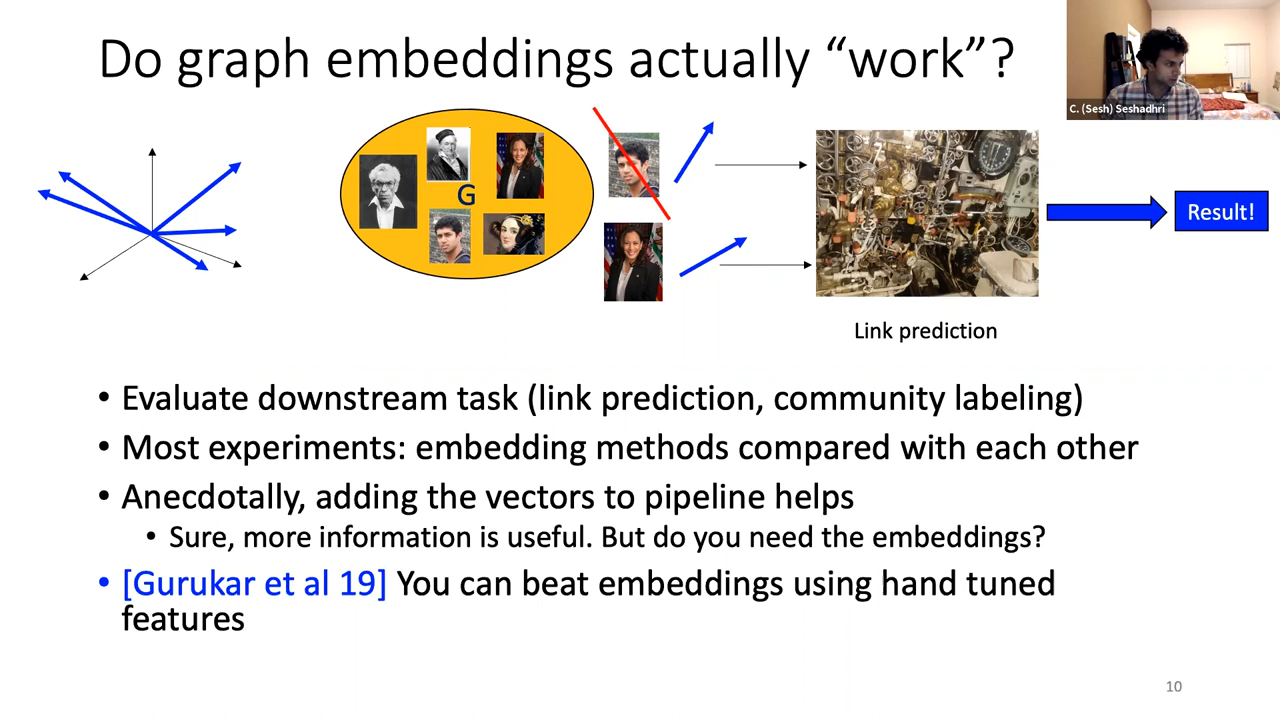 Do graph embeddings actually “work”?
C. (Sesh) Seshadhri
G
Result!
Link prediction
• Evaluate downstream task (link prediction, community labeling)
• Most experiments: embedding methods compared with each other
• Anecdotally, adding the vectors to pipeline helps
• Sure, more information is useful. But do you need the embeddings?
• [Gurukar et al 19] You can beat embeddings using hand tuned
features
10